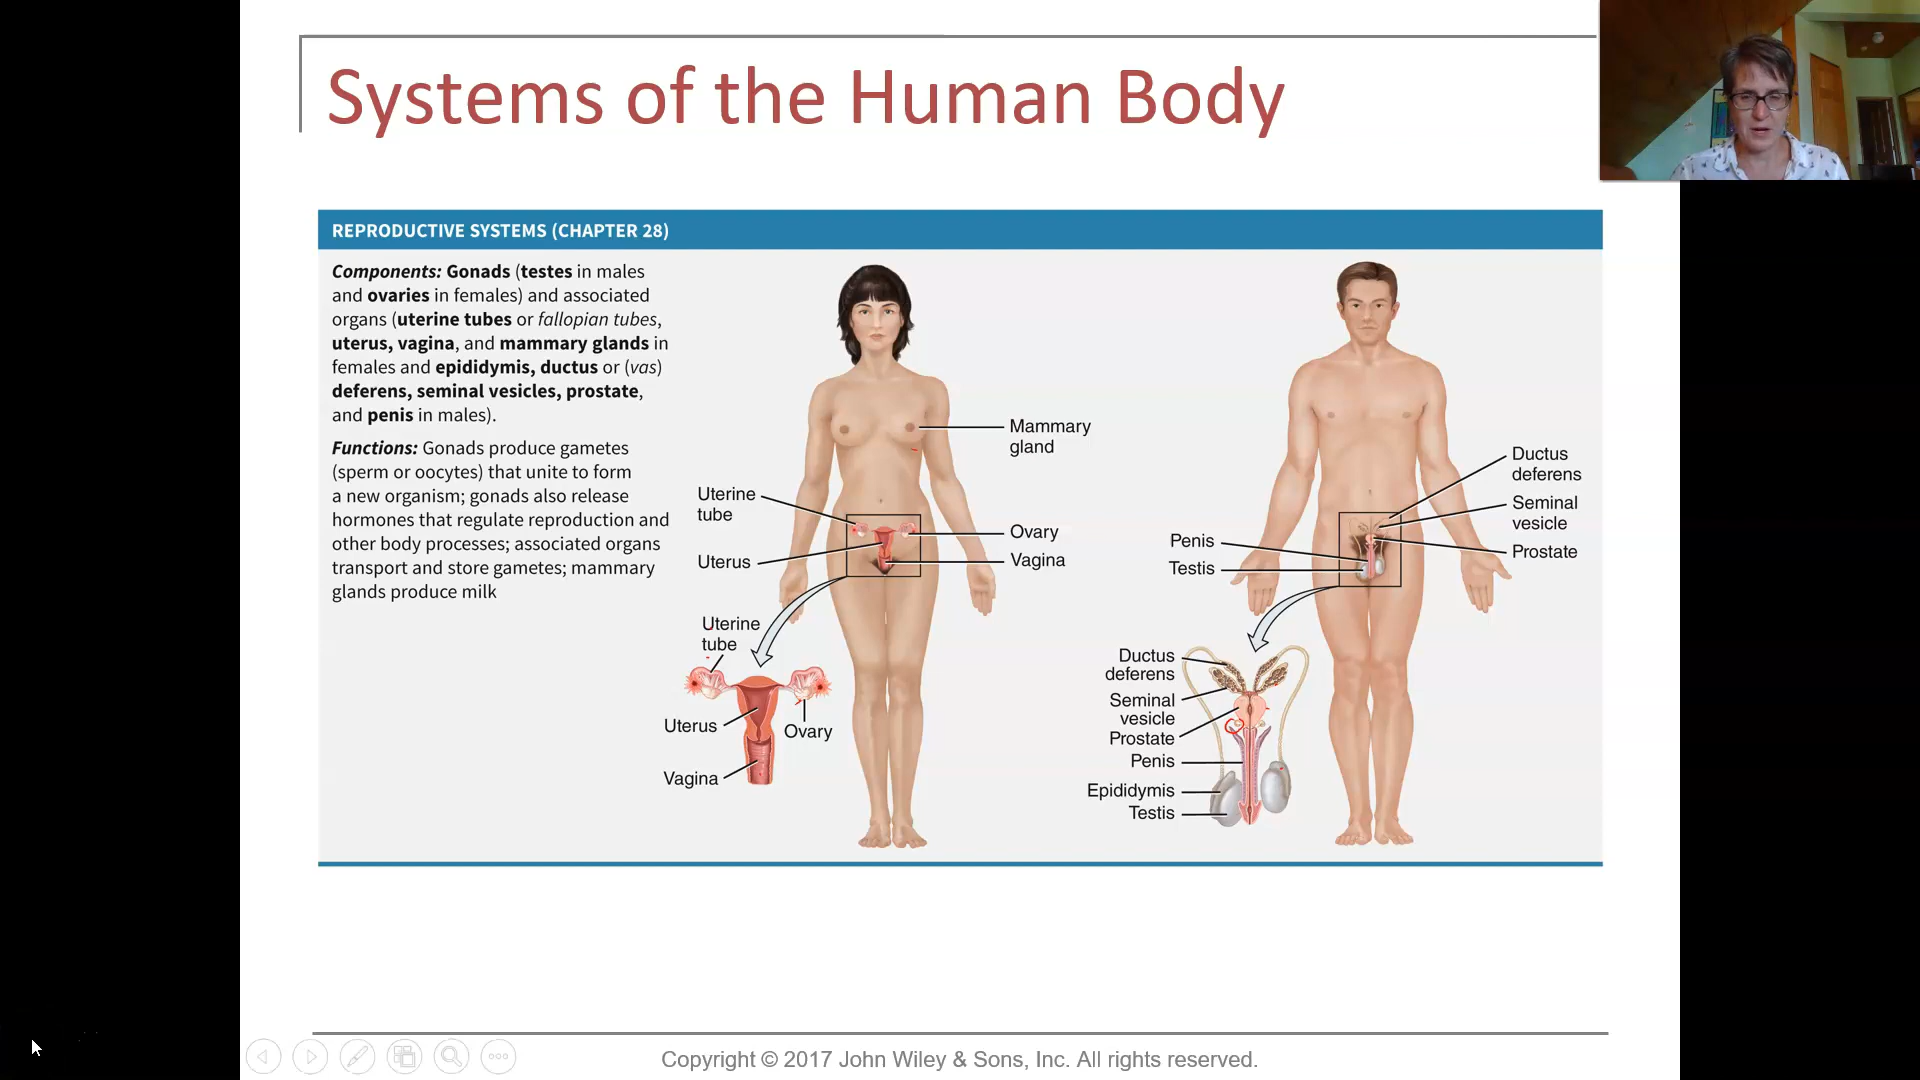 Systems of the Human Body
REPRODUCTIVE SYSTEMS (CHAPTER 28)
Components: Gonads (testes in males
and ovaries in females) and associated
organs (uterine tubes or fallopian tubes,
uterus, vagina, and mammary glands in
females and epididymis, ductus or (vas)
deferens, seminal vesicles, prostate,
and penis in males).
Functions: Gonads produce gametes
(sperm or oocytes) that unite to form
a new organism; gonads also release
hormones that regulate reproduction and
other body processes; associated organs
transport and store gametes; mammary
glands produce milk
Mammary
gland
Uterine
tube
Ovary
Uterus
Vagina
Uterine
tube
Uterus
Ovary
Vagina
Ductus
deferens
Seminal
vesicle
Prostate
Penis
Testis
Ductus
deferens
Seminal
vesicle
Prostate
Penis
Epididymis
Testis
Copyright © 2017 John Wiley & Sons, Inc. All rights reserved.